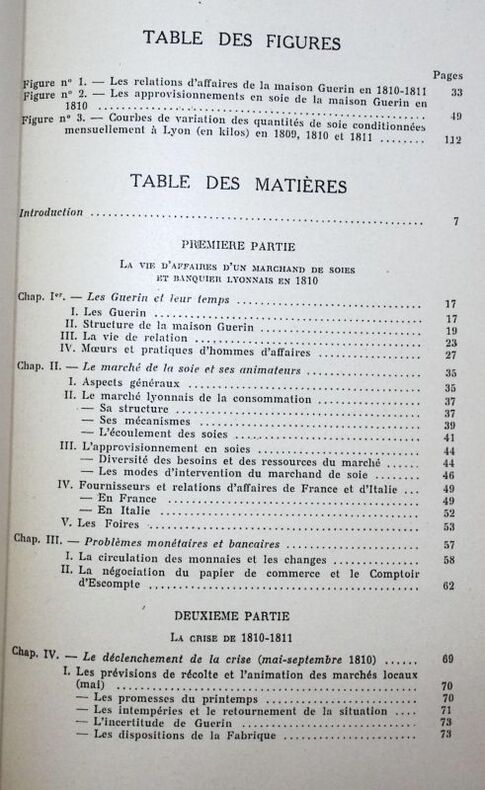 TABLE DES FIGURES
Pages
Figure n° 1. — Les relations d'affaires de la maison Guerin en 1810-1811 33
Figure n° 2. — Les approvisionnements en soie de la maison Guerin en
1810 ........ 49
Figure n° 3. — Courbes de variation des quantités de soie conditionnées
mensuellement à Lyon (en kilos) en 1809, 1810 et 1811 ........ 112
TABLE DES MATIÈRES
Introduction ........ 7
PREMIERE PARTIE
LA VIE D'AFFAIRES D'UN MARCHAND DE SOIES
ET BANQUIER LYONNAIS EN 1810
Chap. Ier. — Les Guerin et leur temps ........ 17
I. Les Guerin ........ 17
II. Structure de la maison Guerin ........ 19
III. La vie de relation ........ 23
IV. Mœurs et pratiques d'hommes d'affaires ........ 27
Chap. II. — Le marché de la soie et ses animateurs ........ 35
I. Aspects généraux ........ 35
II. Le marché lyonnais de la consommation ........ 37
— Sa structure ........ 37
— Ses mécanismes ........ 39
— L'écoulement des soies ........ 41
III. L'approvisionnement en soies ........ 44
— Diversité des besoins et des ressources du marché ...... 44
— Les modes d'intervention du marchand de soie ........ 46
IV. Fournisseurs et relations d'affaires de France et d'Italie ... 49
— En France ........ 49
— En Italie ........ 52
V. Les Foires ........ 53
Chap. III. — Problèmes monétaires et bancaires ........ 57
I. La circulation des monnaies et les changes ........ 58
II. La négociation du papier de commerce et le Comptoir
d'Escompte ........ 62
DEUXIEME PARTIE
LA CRISE DE 1810-1811
Chap. IV. — Le déclenchement de la crise (mai-septembre 1810) ...... 69
I. Les prévisions de récolte et l'animation des marchés locaux
(mai) ........ 70
— Les promesses du printemps ........ 70
— Les intempéries et le retournement de la situation .... 71
— L'incertitude de Guerin ........ 73
— Les dispositions de la Fabrique ........ 73